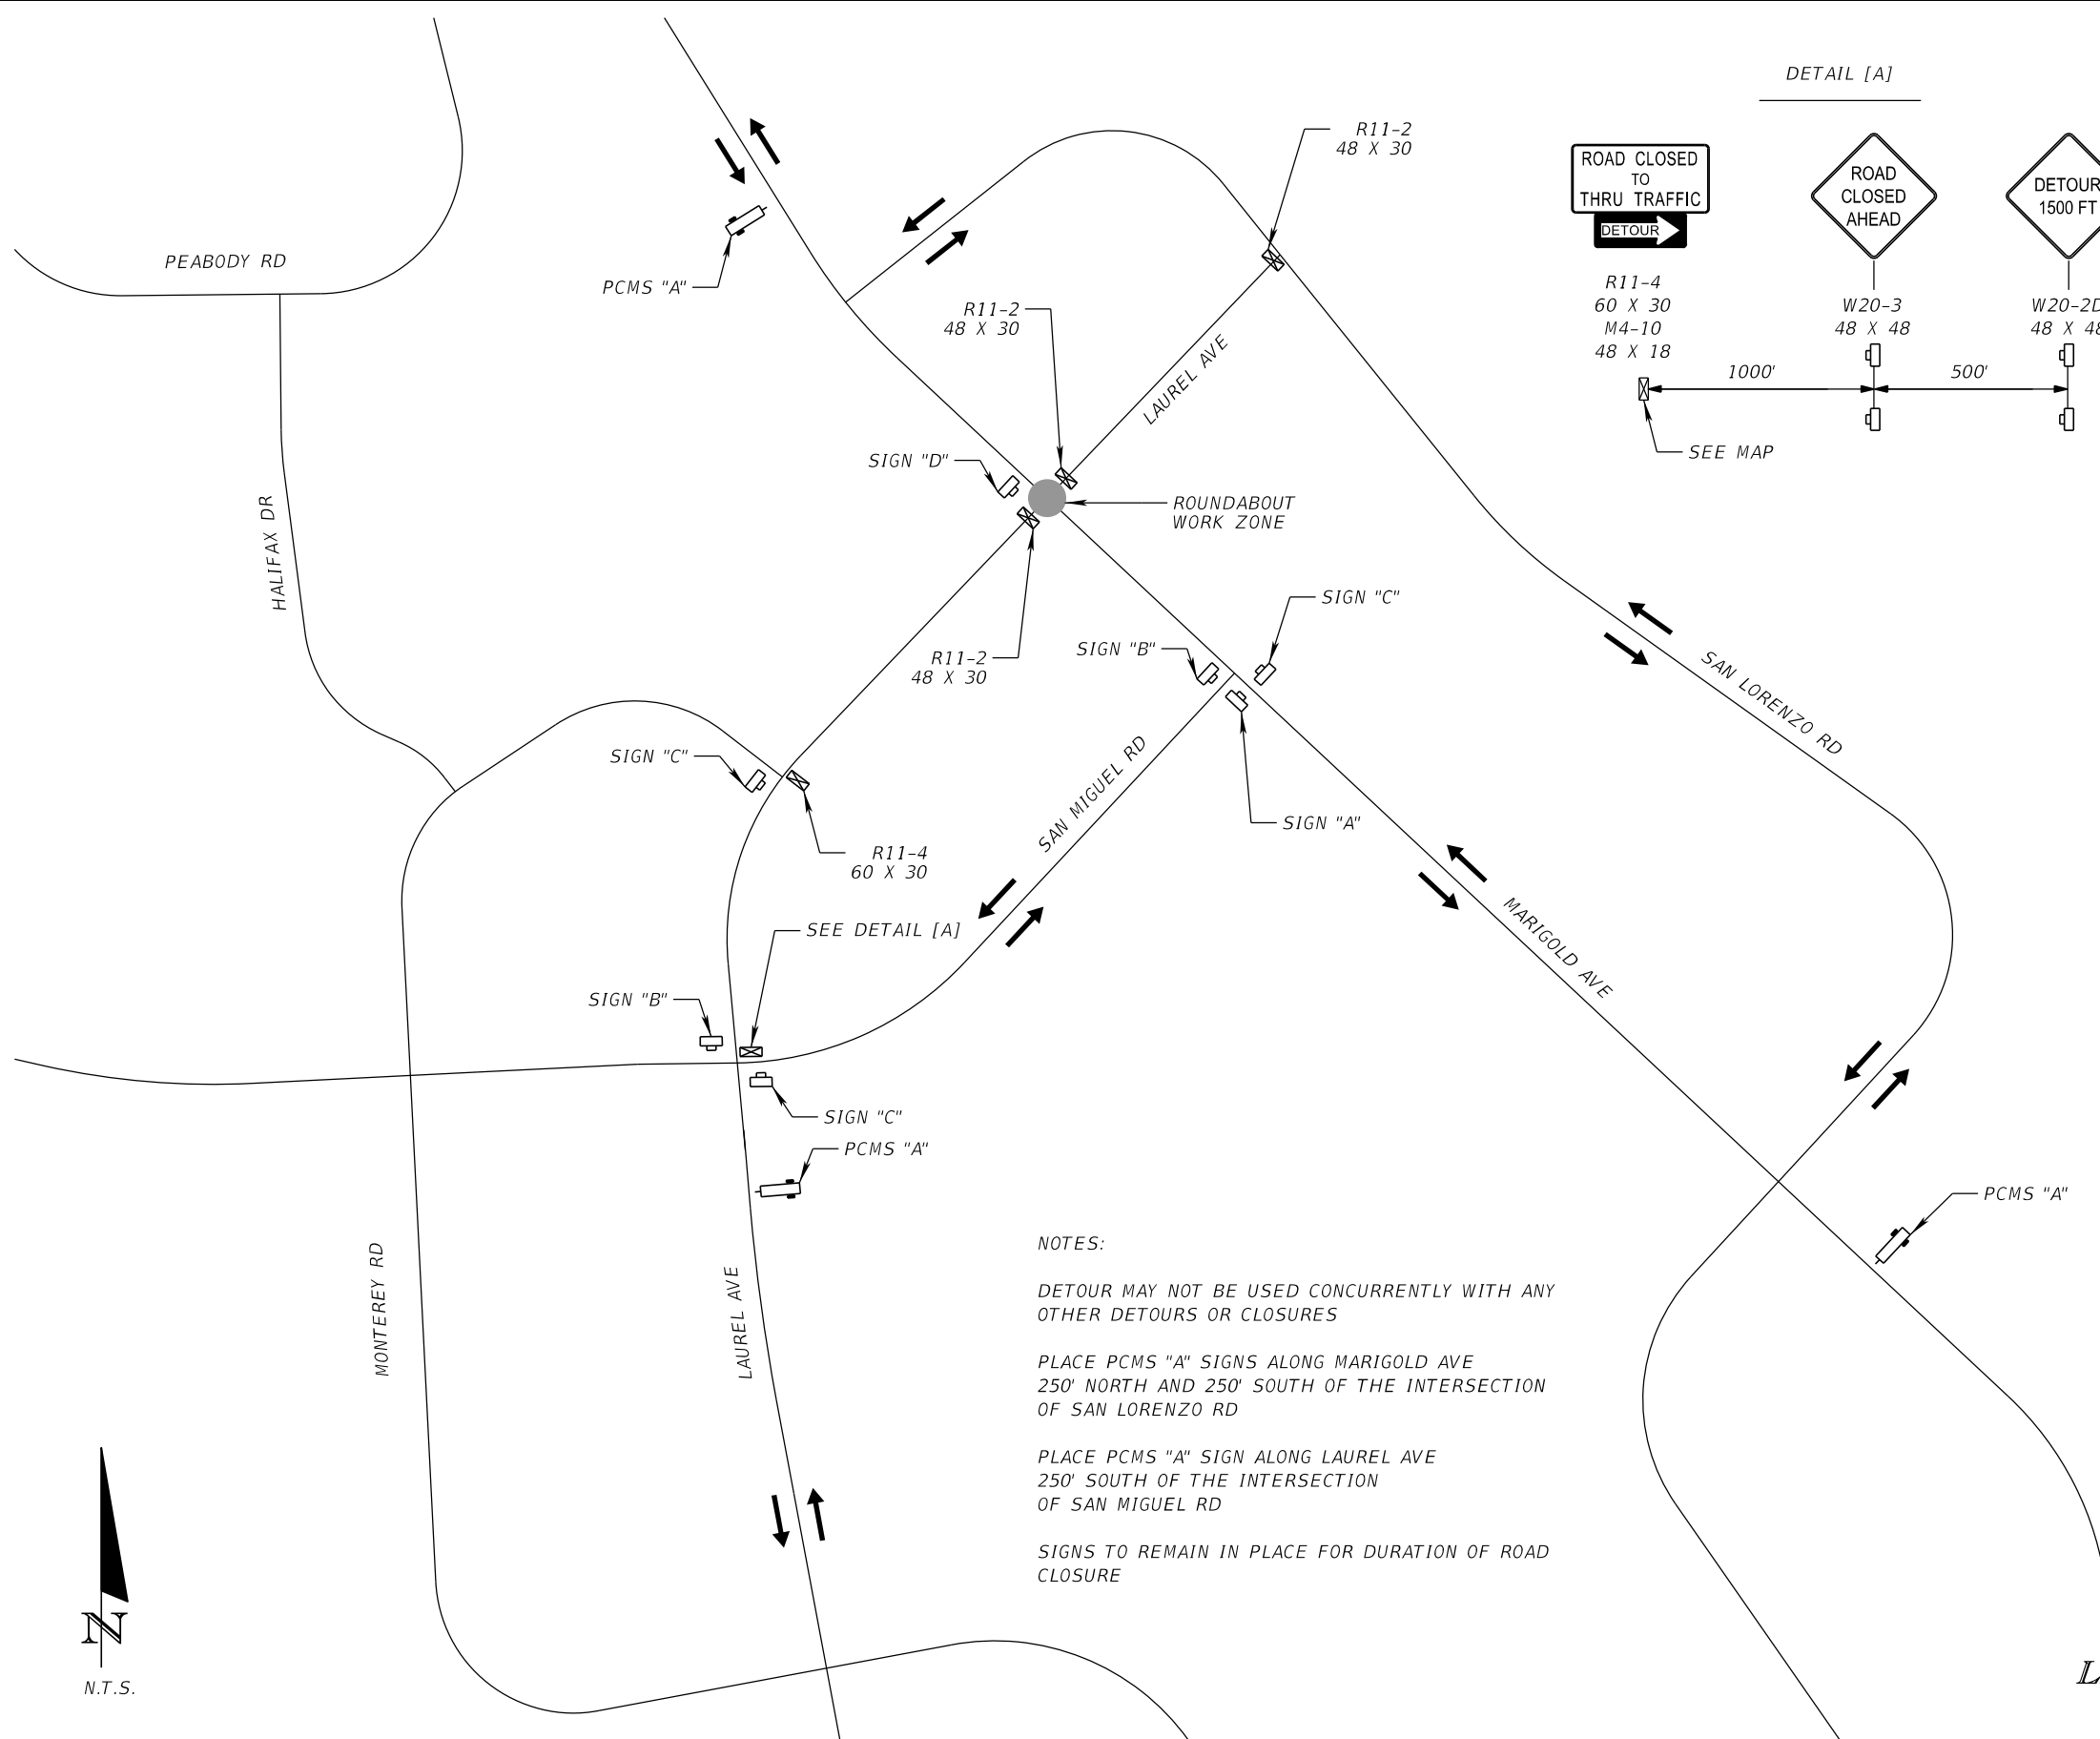 DETAIL [A]
ROAD CLOSED
TO
THRU TRAFFIC
DETOUR
ROAD
CLOSED
AHEAD
DETOUR
1500 FT
R11-4
60 X 30
M4-10
48 X 18
W20-3
48 X 48
W20-2D
48 X 48
1000'
500'
SEE MAP
R11-2
48 X 30
PEABODY RD
PCMS "A"
R11-2
48 X 30
LAUREL AVE
SIGN "D"
ROUNDABOUT
WORK ZONE
HALIFAX DR
SIGN "C"
SIGN "B"
R11-2
48 X 30
SAN LORENZO RD
SIGN "C"
SAN MIGUEL RD
SIGN "A"
R11-4
60 X 30
SEE DETAIL [A]
MARIGOLD AVE
SIGN "B"
SIGN "C"
PCMS "A"
PCMS "A"
MONTEREY RD
LAUREL AVE
NOTES:
DETOUR MAY NOT BE USED CONCURRENTLY WITH ANY
OTHER DETOURS OR CLOSURES
PLACE PCMS "A" SIGNS ALONG MARIGOLD AVE
250' NORTH AND 250' SOUTH OF THE INTERSECTION
OF SAN LORENZO RD
PLACE PCMS "A" SIGN ALONG LAUREL AVE
250' SOUTH OF THE INTERSECTION
OF SAN MIGUEL RD
SIGNS TO REMAIN IN PLACE FOR DURATION OF ROAD
CLOSURE
N
N.T.S.